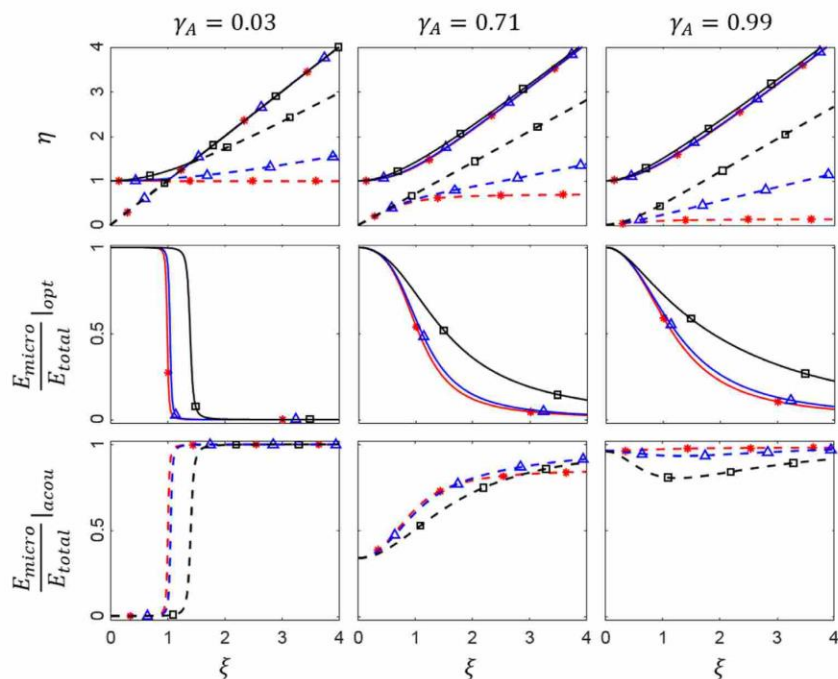 γ_A = 0.03 γ_A = 0.71 γ_A = 0.99
4
3
η
2
1
0
1
E_micro
───── |opt
E_total
0.5
0
1
E_micro
───── |acou
E_total
0.5
0
0 1 2 3 4 0 1 2 3 4 0 1 2 3 4
ξ ξ ξ